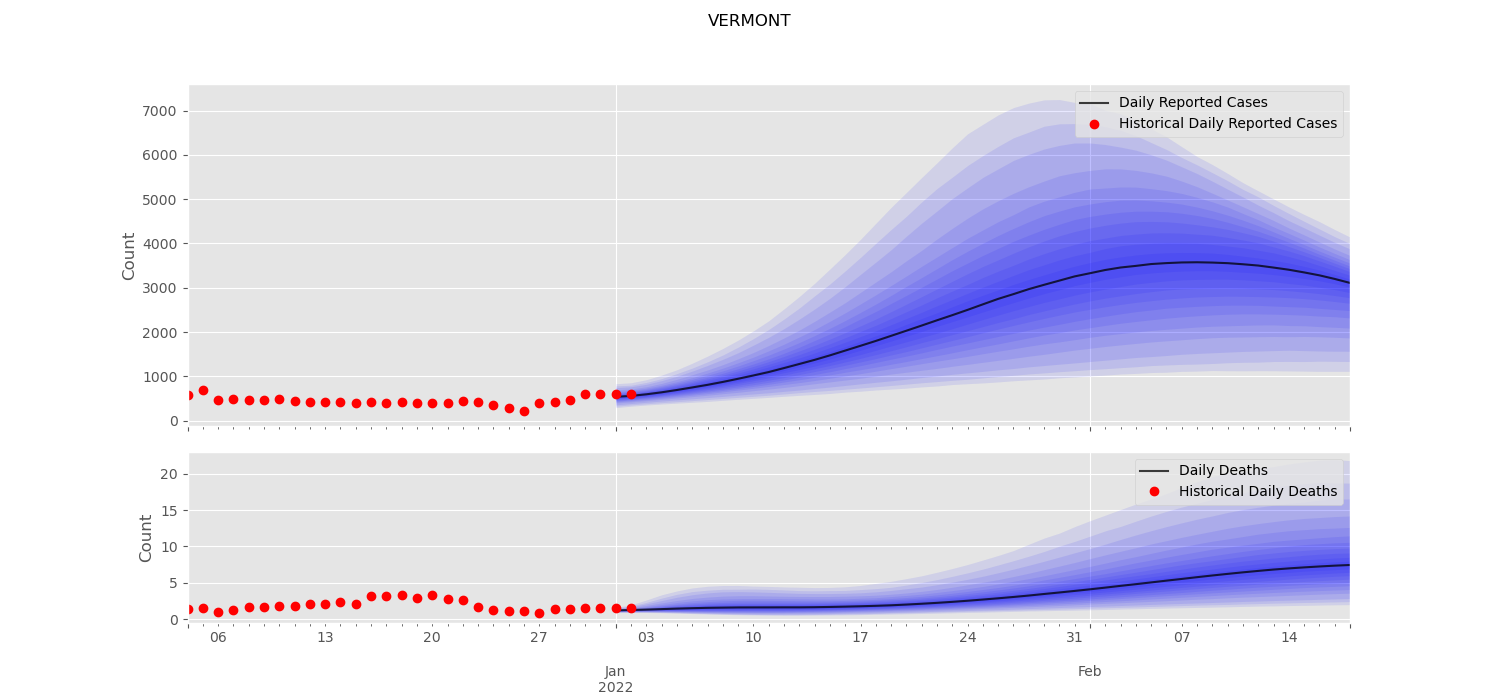 VERMONT
Daily Reported Cases
Historical Daily Reported Cases
Count
7000
6000
5000
4000
3000
2000
1000
0
Daily Deaths
Historical Daily Deaths
Count
20
15
10
5
0
06 13 20 27 03 10 17 24 31 07 14
Jan Feb
2022